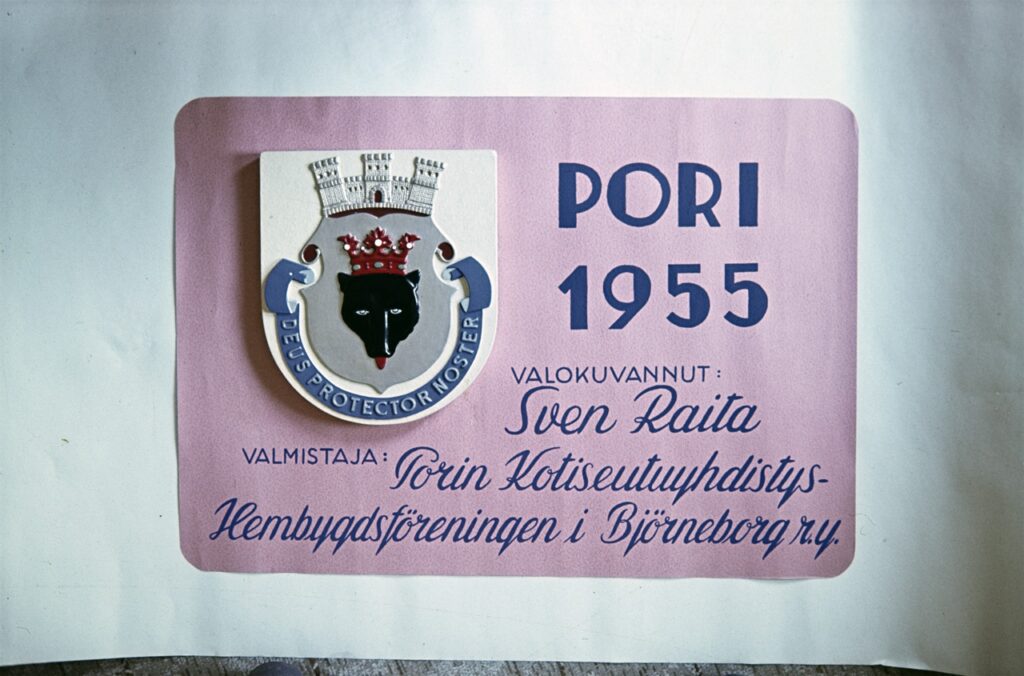 DEUS PROTECTOR NOSTER
PORI
1955
VALOKUVANNUT:
Sven Raita
VALMISTAJA: Porin Kotiseutuyhdistys-
Hembygdsföreningen i Björneborg r.y.